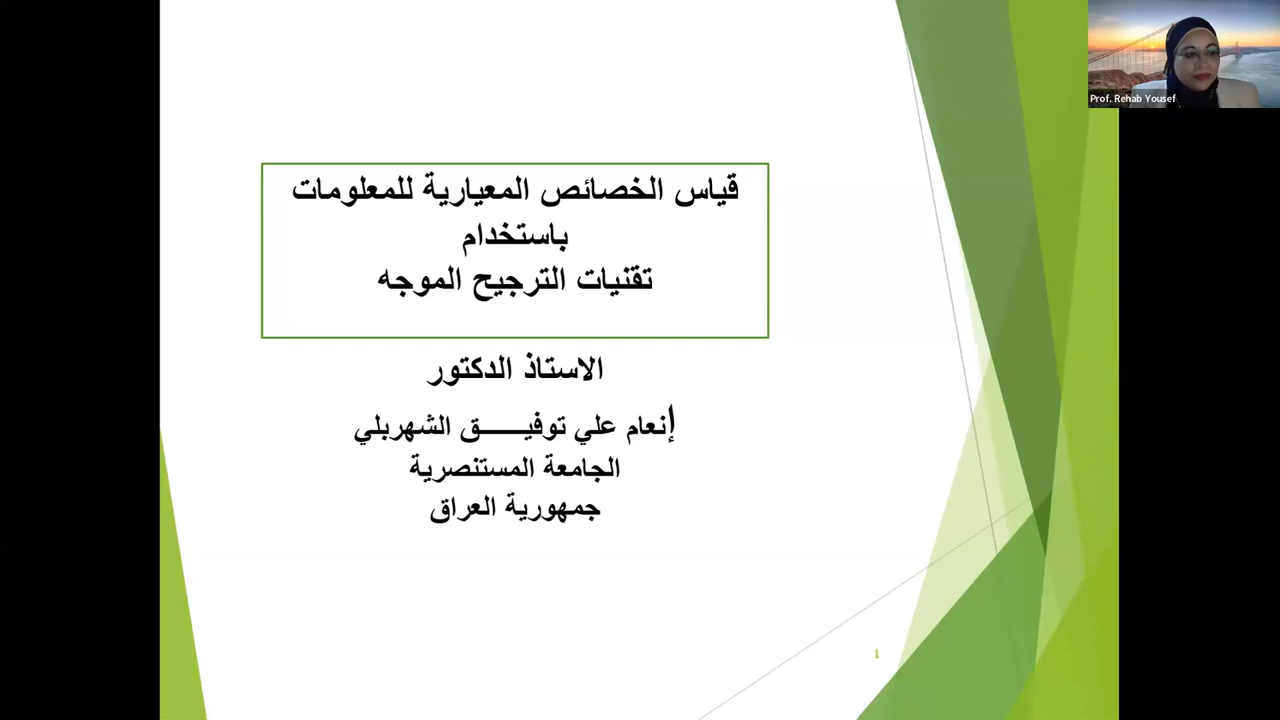 قياس الخصائص المعيارية للمعلومات
باستخدام
تقنيات الترجيح الموجه
الاستاذ الدكتور
إنعام علي توفيــــــق الشهربلي
الجامعة المستنصرية
جمهورية العراق
1
Prof. Rehab Yousef